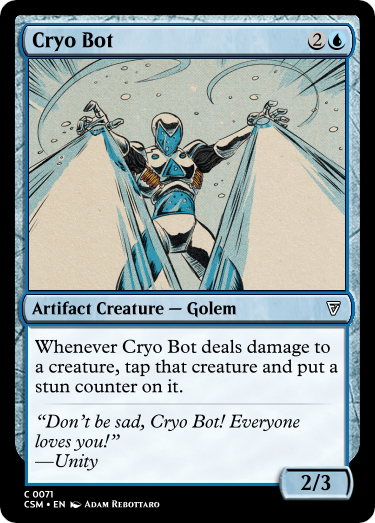 Cryo Bot 2
Artifact Creature — Golem
Whenever Cryo Bot deals damage to
a creature, tap that creature and put a
stun counter on it.
“Don’t be sad, Cryo Bot! Everyone
loves you!”
—Unity
2/3
C 0071
CSM • EN Adam Rebottaro